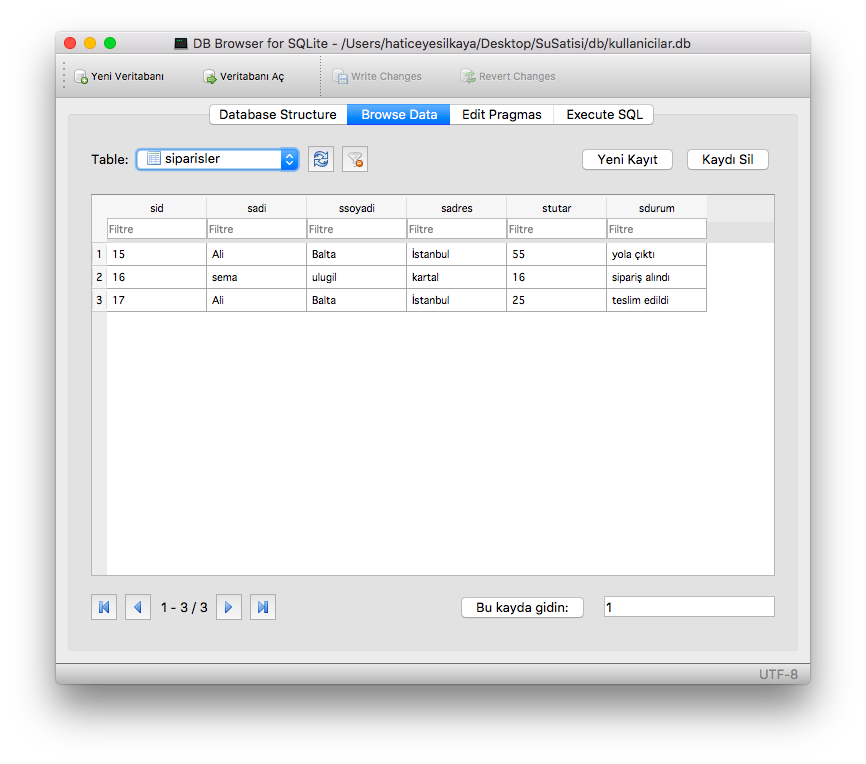 DB Browser for SQLite - /Users/haticeyesilkaya/Desktop/SuSatisi/db/kullanicilar.db
Yeni Veritabanı Veritabanı Aç Write Changes Revert Changes
Database Structure Browse Data Edit Pragmas Execute SQL
Table: siparisler Yeni Kayıt Kaydı Sil
sid sadi ssoyadi sadres stutar sdurum
Filtre Filtre Filtre Filtre Filtre Filtre
1 15 Ali Balta İstanbul 55 yola çıktı
2 16 sema ulugil kartal 16 sipariş alındı
3 17 Ali Balta İstanbul 25 teslim edildi
1 - 3 / 3 Bu kayda gidin: 1
UTF-8